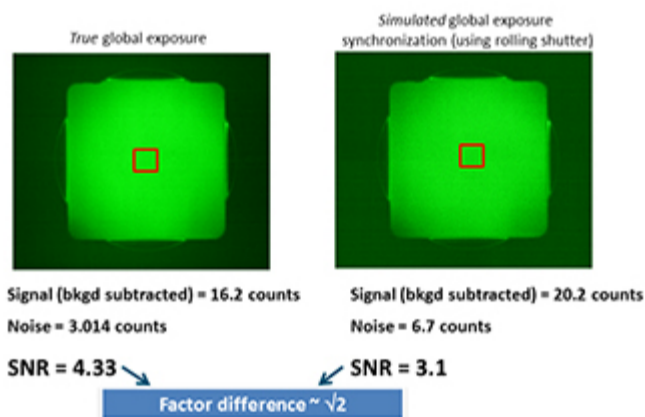 True global exposure
Simulated global exposure
synchronization (using rolling shutter)
Signal (bkgd subtracted) = 16.2 counts
Noise = 3.014 counts
SNR = 4.33
Signal (bkgd subtracted) = 20.2 counts
Noise = 6.7 counts
SNR = 3.1
Factor difference ~ √2